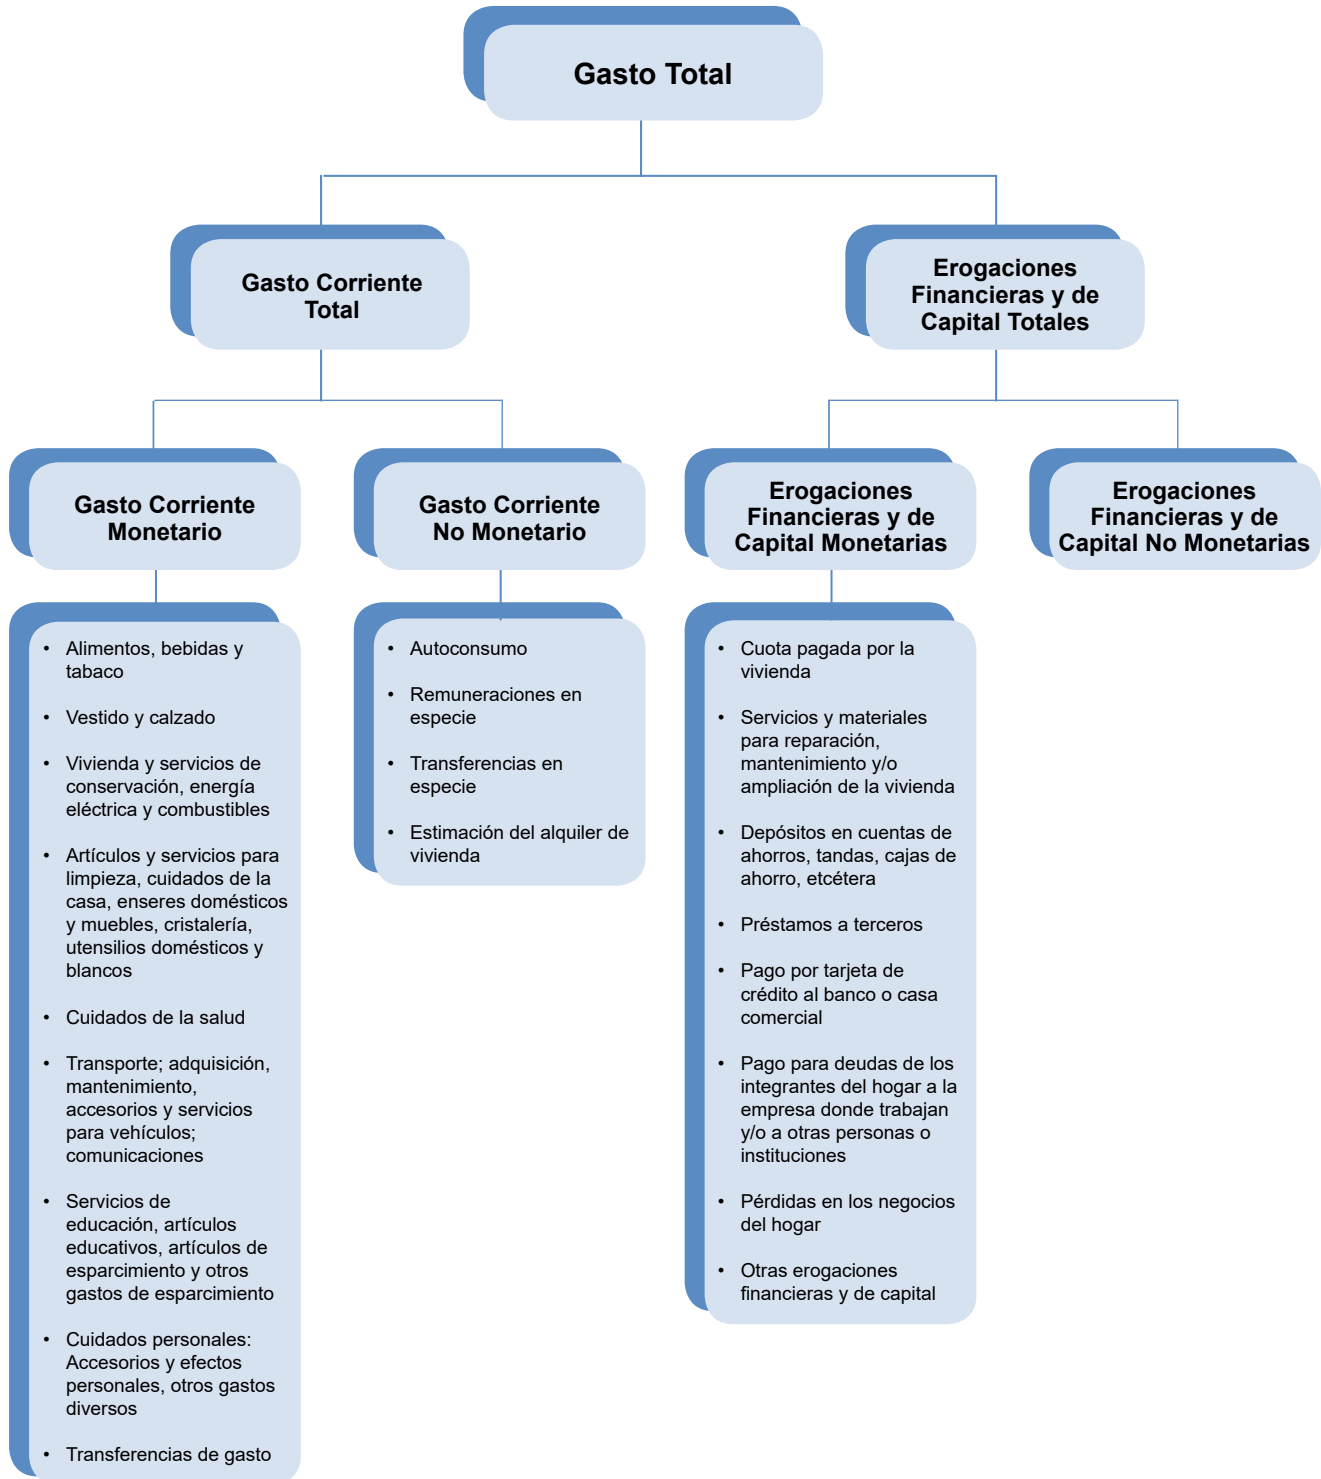 Gasto Total
Gasto Corriente
Total
Erogaciones
Financieras y de
Capital Totales
Gasto Corriente
Monetario
Gasto Corriente
No Monetario
Erogaciones
Financieras y de
Capital Monetarias
Erogaciones
Financieras y de
Capital No Monetarias
• Alimentos, bebidas y
tabaco
• Vestido y calzado
• Vivienda y servicios de
conservación, energía
eléctrica y combustibles
• Artículos y servicios para
limpieza, cuidados de la
casa, enseres domésticos
y muebles, cristalería,
utensilios domésticos y
blancos
• Cuidados de la salud
• Transporte; adquisición,
mantenimiento,
accesorios y servicios
para vehículos;
comunicaciones
• Servicios de
educación, artículos
educativos, artículos de
esparcimiento y otros
gastos de esparcimiento
• Cuidados personales:
Accesorios y efectos
personales, otros gastos
diversos
• Transferencias de gasto
• Autoconsumo
• Remuneraciones en
especie
• Transferencias en
especie
• Estimación del alquiler de
vivienda
• Cuota pagada por la
vivienda
• Servicios y materiales
para reparación,
mantenimiento y/o
ampliación de la vivienda
• Depósitos en cuentas de
ahorros, tandas, cajas de
ahorro, etcétera
• Préstamos a terceros
• Pago por tarjeta de
crédito al banco o casa
comercial
• Pago para deudas de los
integrantes del hogar a la
empresa donde trabajan
y/o a otras personas o
instituciones
• Pérdidas en los negocios
del hogar
• Otras erogaciones
financieras y de capital